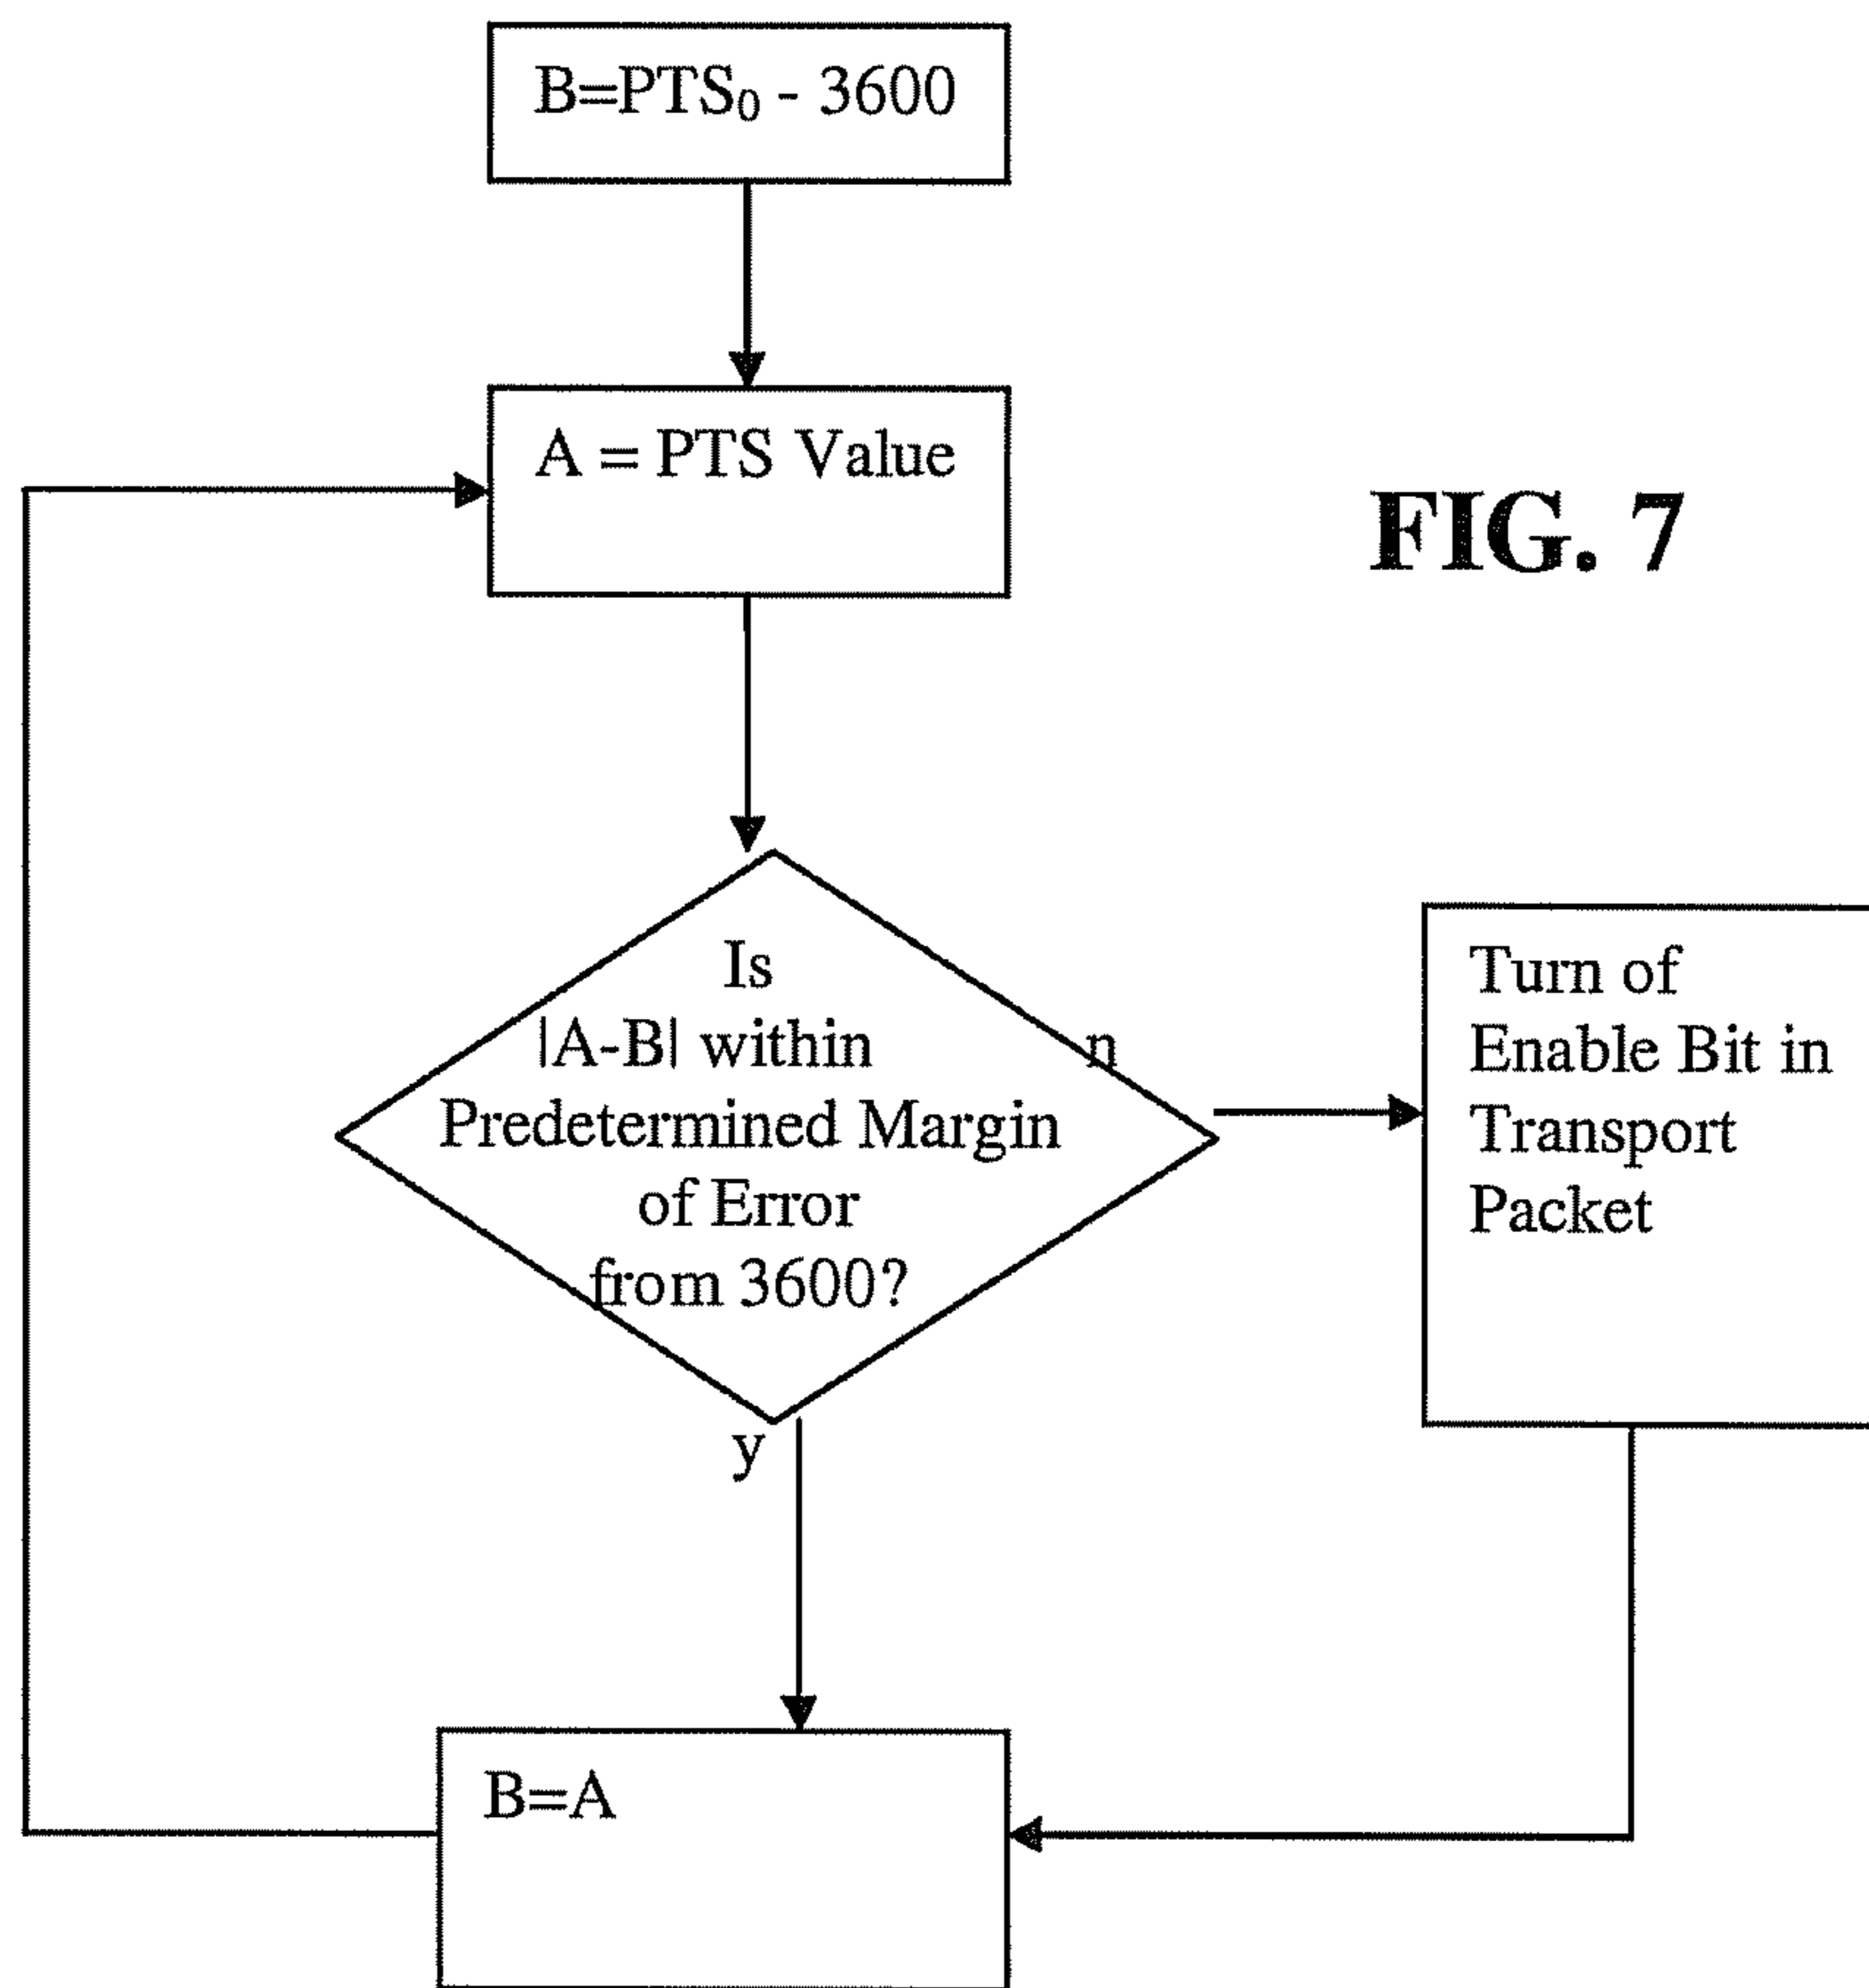 B=PTS₀ - 3600
A = PTS Value
FIG. 7
Is
|A-B| within
n
Predetermined Margin
of Error
from 3600?
Turn of
Enable Bit in
Transport
Packet
y
B=A